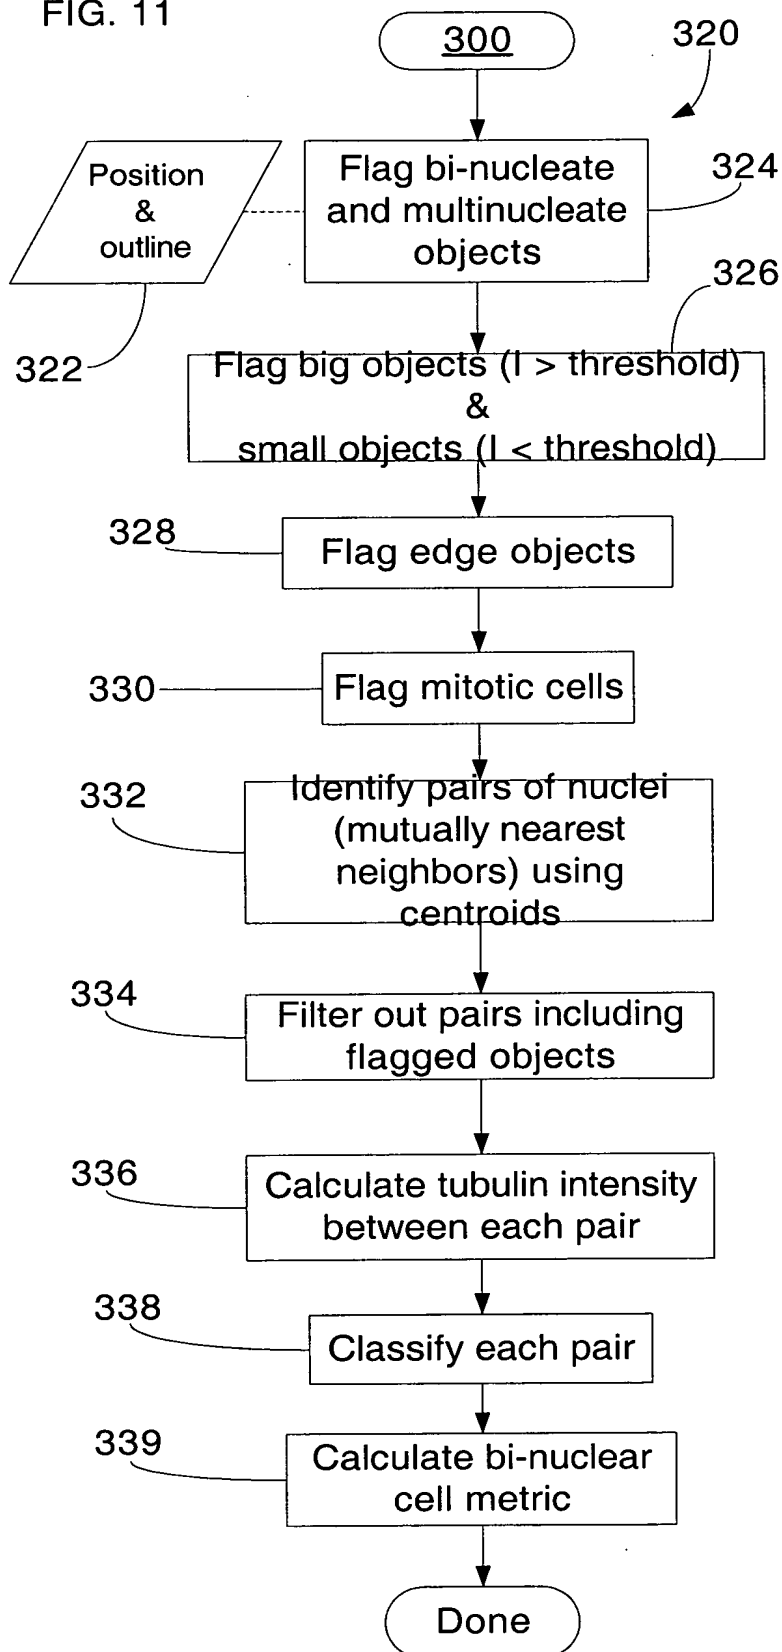 FIG. 11
300
320
Position
&
outline
Flag bi-nucleate
and multinucleate
objects
324
326
322
Flag big objects (I > threshold)
&
small objects (I < threshold)
328
Flag edge objects
330
Flag mitotic cells
332
Identify pairs of nuclei
(mutually nearest
neighbors) using
centroids
334
Filter out pairs including
flagged objects
336
Calculate tubulin intensity
between each pair
338
Classify each pair
339
Calculate bi-nuclear
cell metric
Done